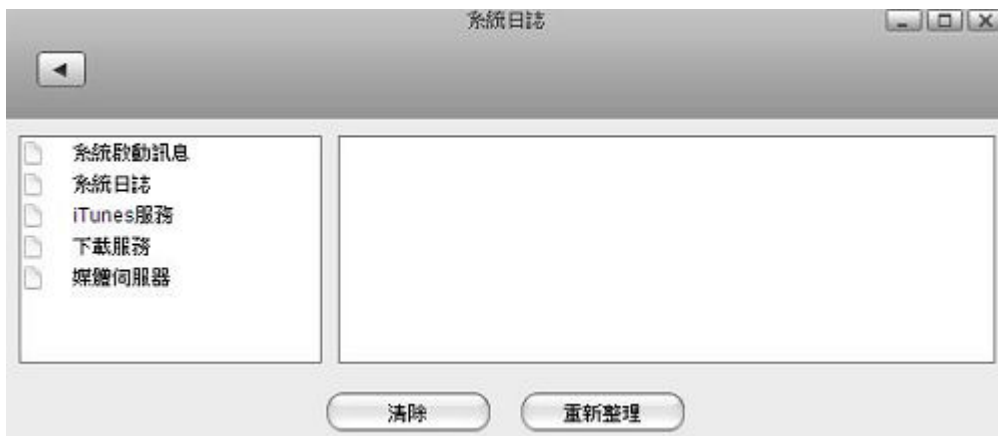 系統日誌
系統啟動訊息
系統日誌
iTunes服務
下載服務
媒體伺服器
清除
重新整理